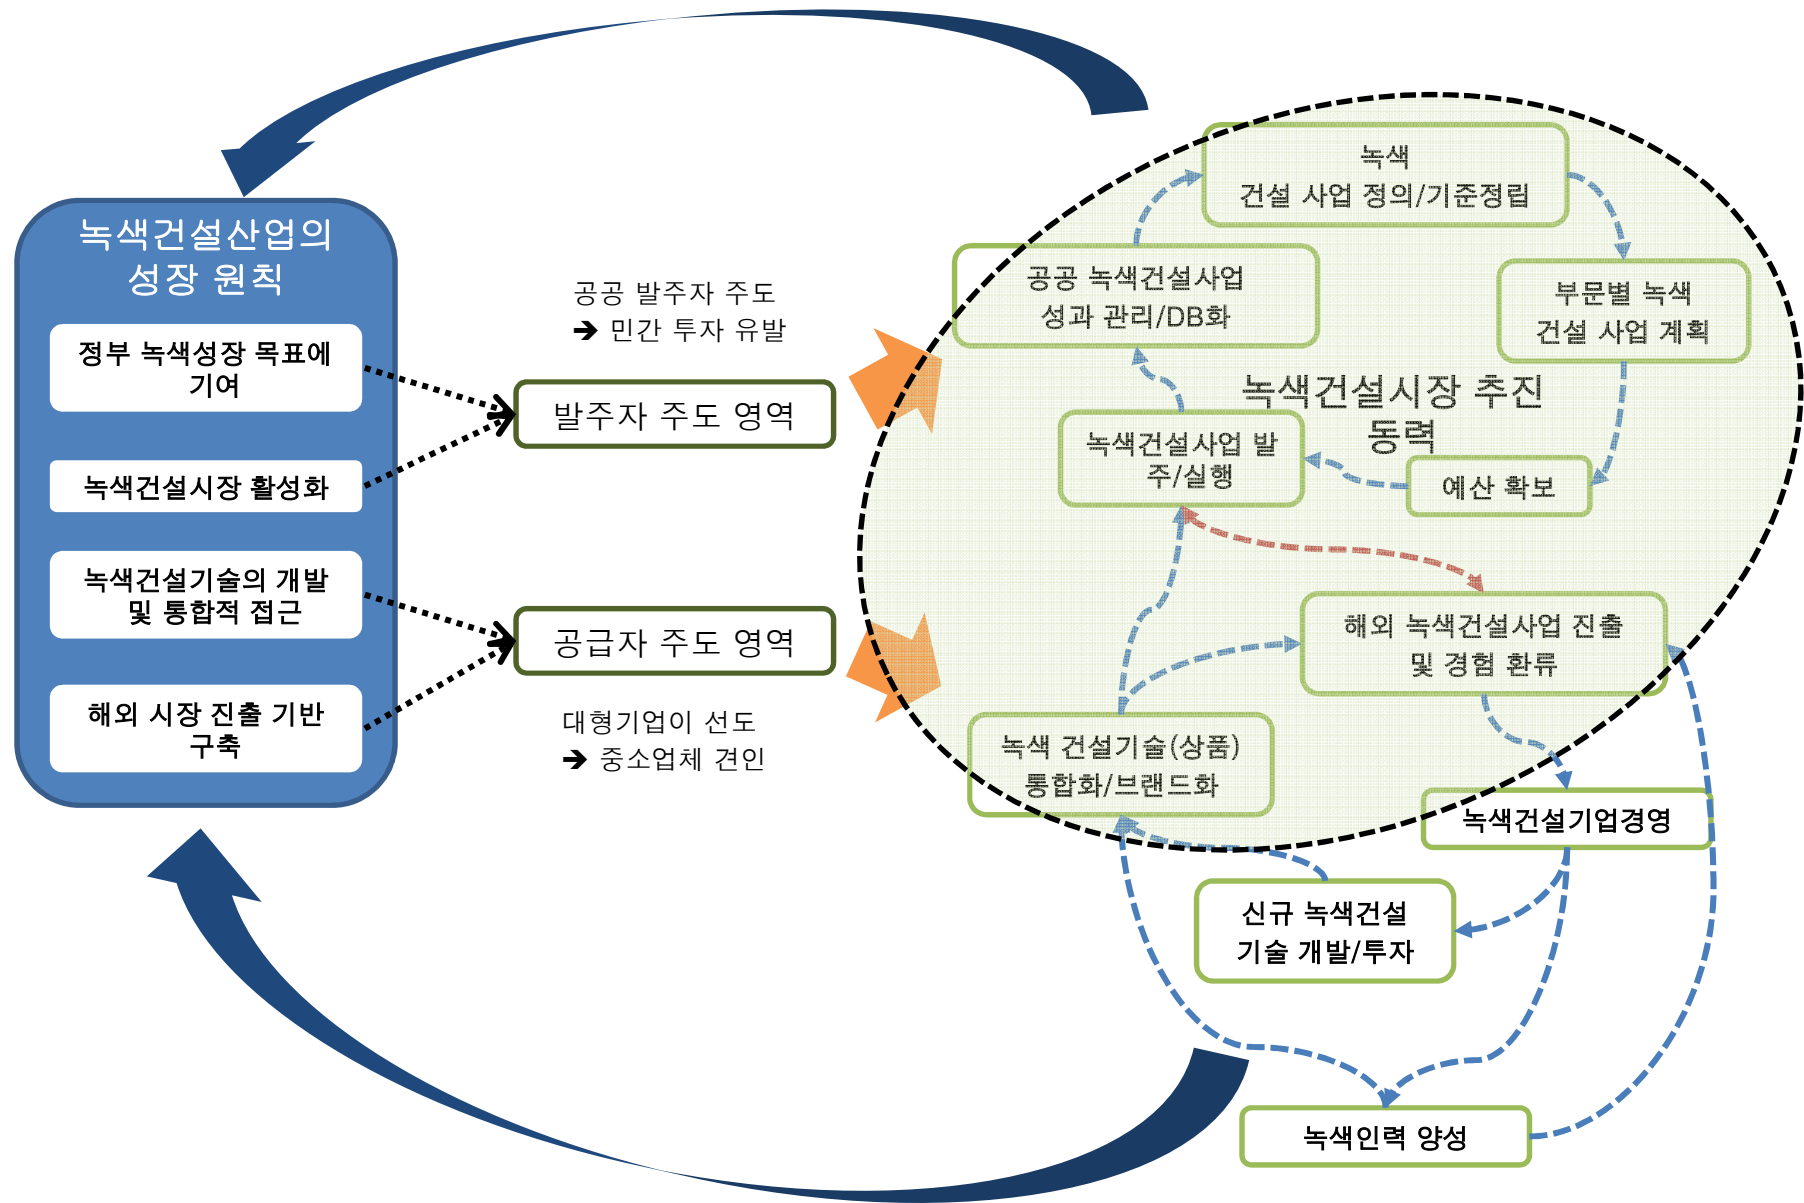 녹색건설산업의
성장 원칙
정부 녹색성장 목표에
기여
녹색건설시장 활성화
녹색건설기술의 개발
및 통합적 접근
해외 시장 진출 기반
구축
공공 발주자 주도
➔ 민간 투자 유발
발주자 주도 영역
공급자 주도 영역
대형기업이 선도
➔ 중소업체 견인
녹색
건설 사업 정의/기준정립
공공 녹색건설사업
성과 관리/DB화
부문별 녹색
건설 사업 계획
녹색건설시장 추진
동력
녹색건설사업 발
주/실행
예산 확보
해외 녹색건설사업 진출
및 경험 환류
녹색 건설기술(상품)
통합화/브랜드화
녹색건설기업경영
신규 녹색건설
기술 개발/투자
녹색인력 양성